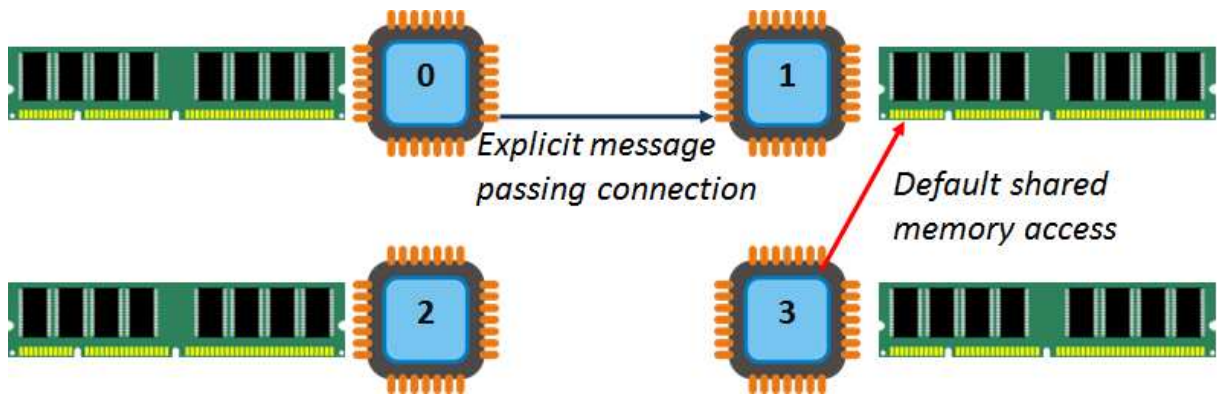 0
1
Explicit message
passing connection
Default shared
memory access
2
3